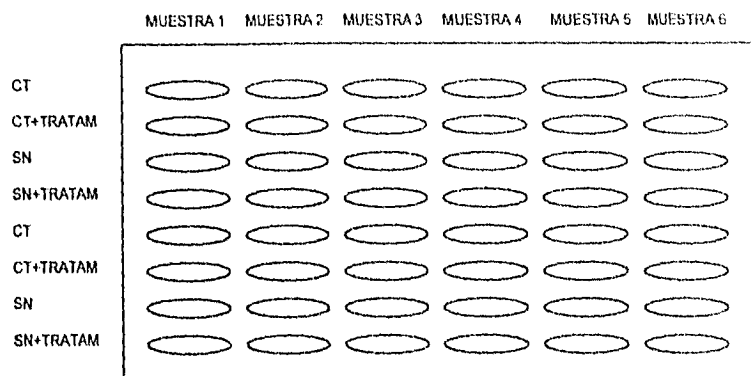 MUESTRA 1 MUESTRA 2 MUESTRA 3 MUESTRA 4 MUESTRA 5 MUESTRA 6
CT
CT+TRATAM
SN
SN+TRATAM
CT
CT+TRATAM
SN
SN+TRATAM